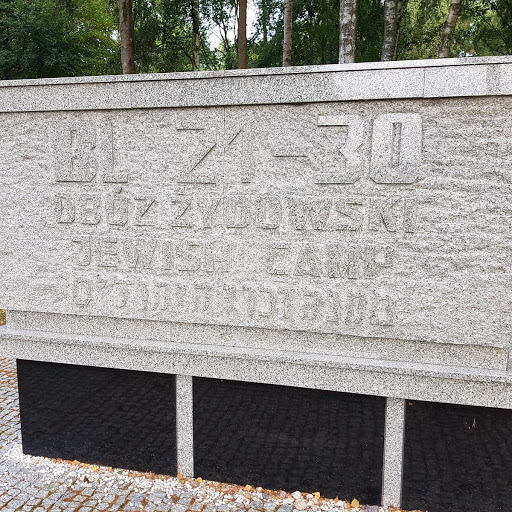 BL 21-30
OBÓZ ŻYDOWSKI
JEWISH CAMP